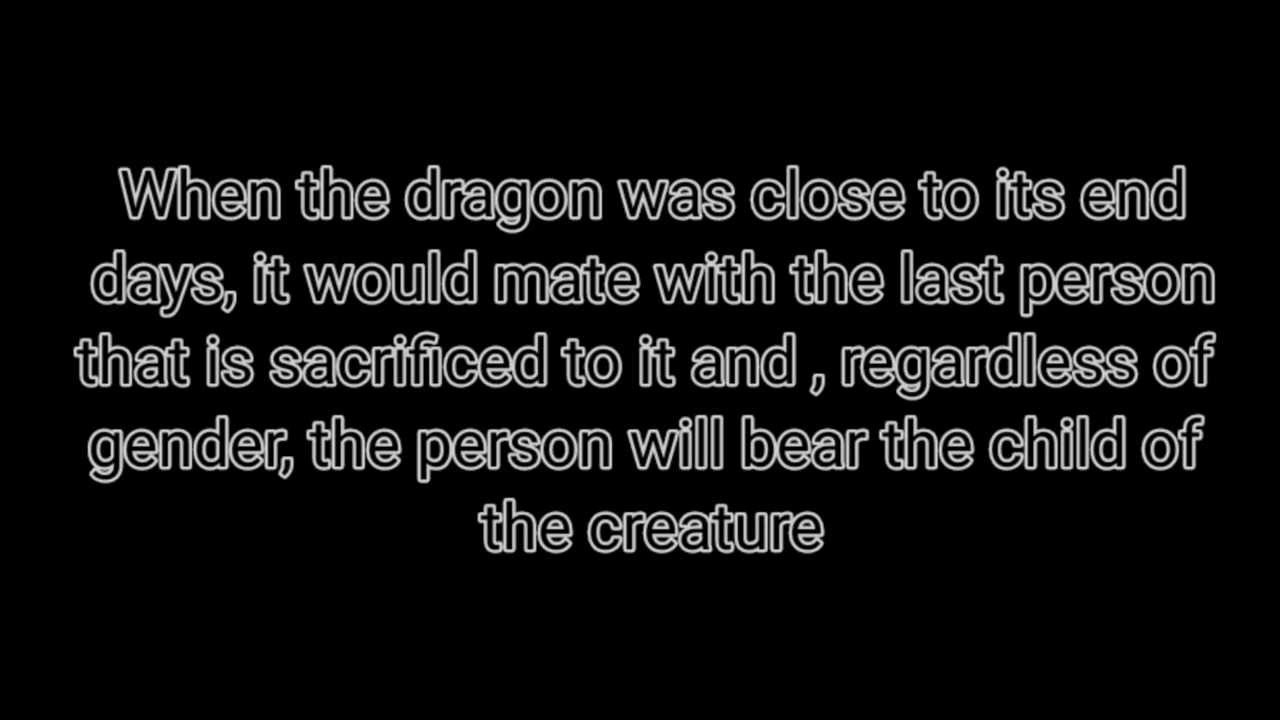 When the dragon was close to its end
days, it would mate with the last person
that is sacrificed to it and , regardless of
gender, the person will bear the child of
the creature